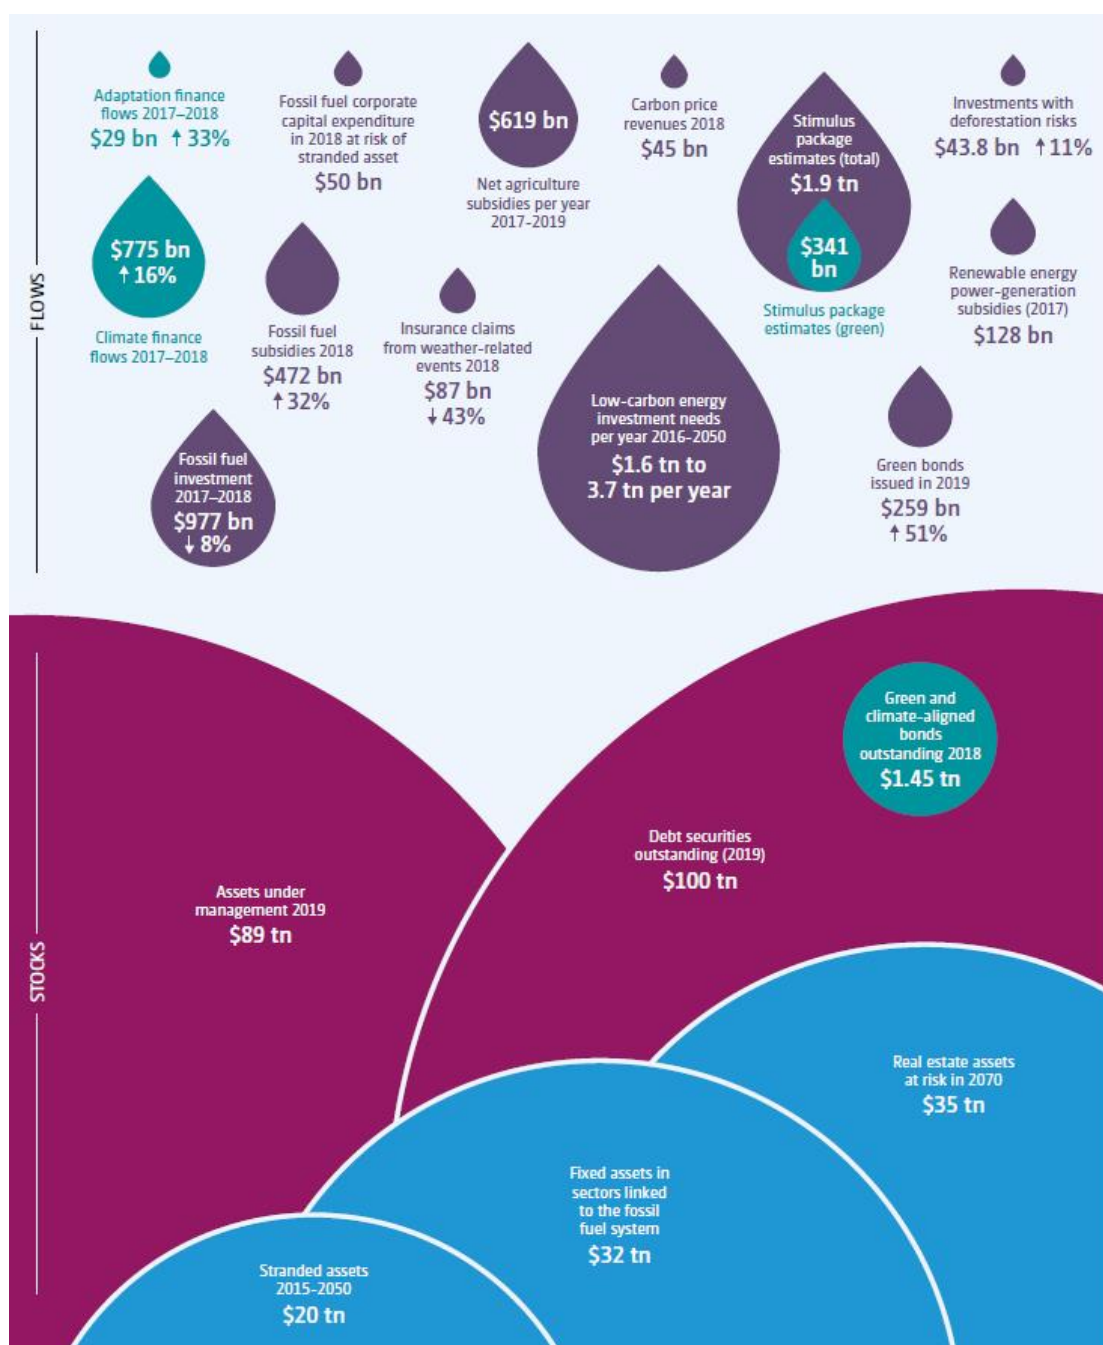 FLOWS
Adaptation finance
flows 2017–2018
$29 bn ↑ 33%
Fossil fuel corporate
capital expenditure
in 2018 at risk of
stranded asset
$50 bn
$619 bn
Net agriculture
subsidies per year
2017-2019
Carbon price
revenues 2018
$45 bn
Stimulus
package
estimates (total)
$1.9 tn
$341
bn
Stimulus package
estimates (green)
Investments with
deforestation risks
$43.8 bn ↑ 11%
$775 bn
↑ 16%
Climate finance
flows 2017–2018
Fossil fuel
subsidies 2018
$472 bn
↑ 32%
Insurance claims
from weather-related
events 2018
$87 bn
↓ 43%
Renewable energy
power-generation
subsidies (2017)
$128 bn
Fossil fuel
investment
2017–2018
$977 bn
↓ 8%
Low-carbon energy
investment needs
per year 2016-2050
$1.6 tn to
3.7 tn per year
Green bonds
issued in 2019
$259 bn
↑ 51%
STOCKS
Green and
climate-aligned
bonds
outstanding 2018
$1.45 tn
Debt securities
outstanding (2019)
$100 tn
Assets under
management 2019
$89 tn
Real estate assets
at risk in 2070
$35 tn
Fixed assets in
sectors linked
to the fossil
fuel system
$32 tn
Stranded assets
2015-2050
$20 tn